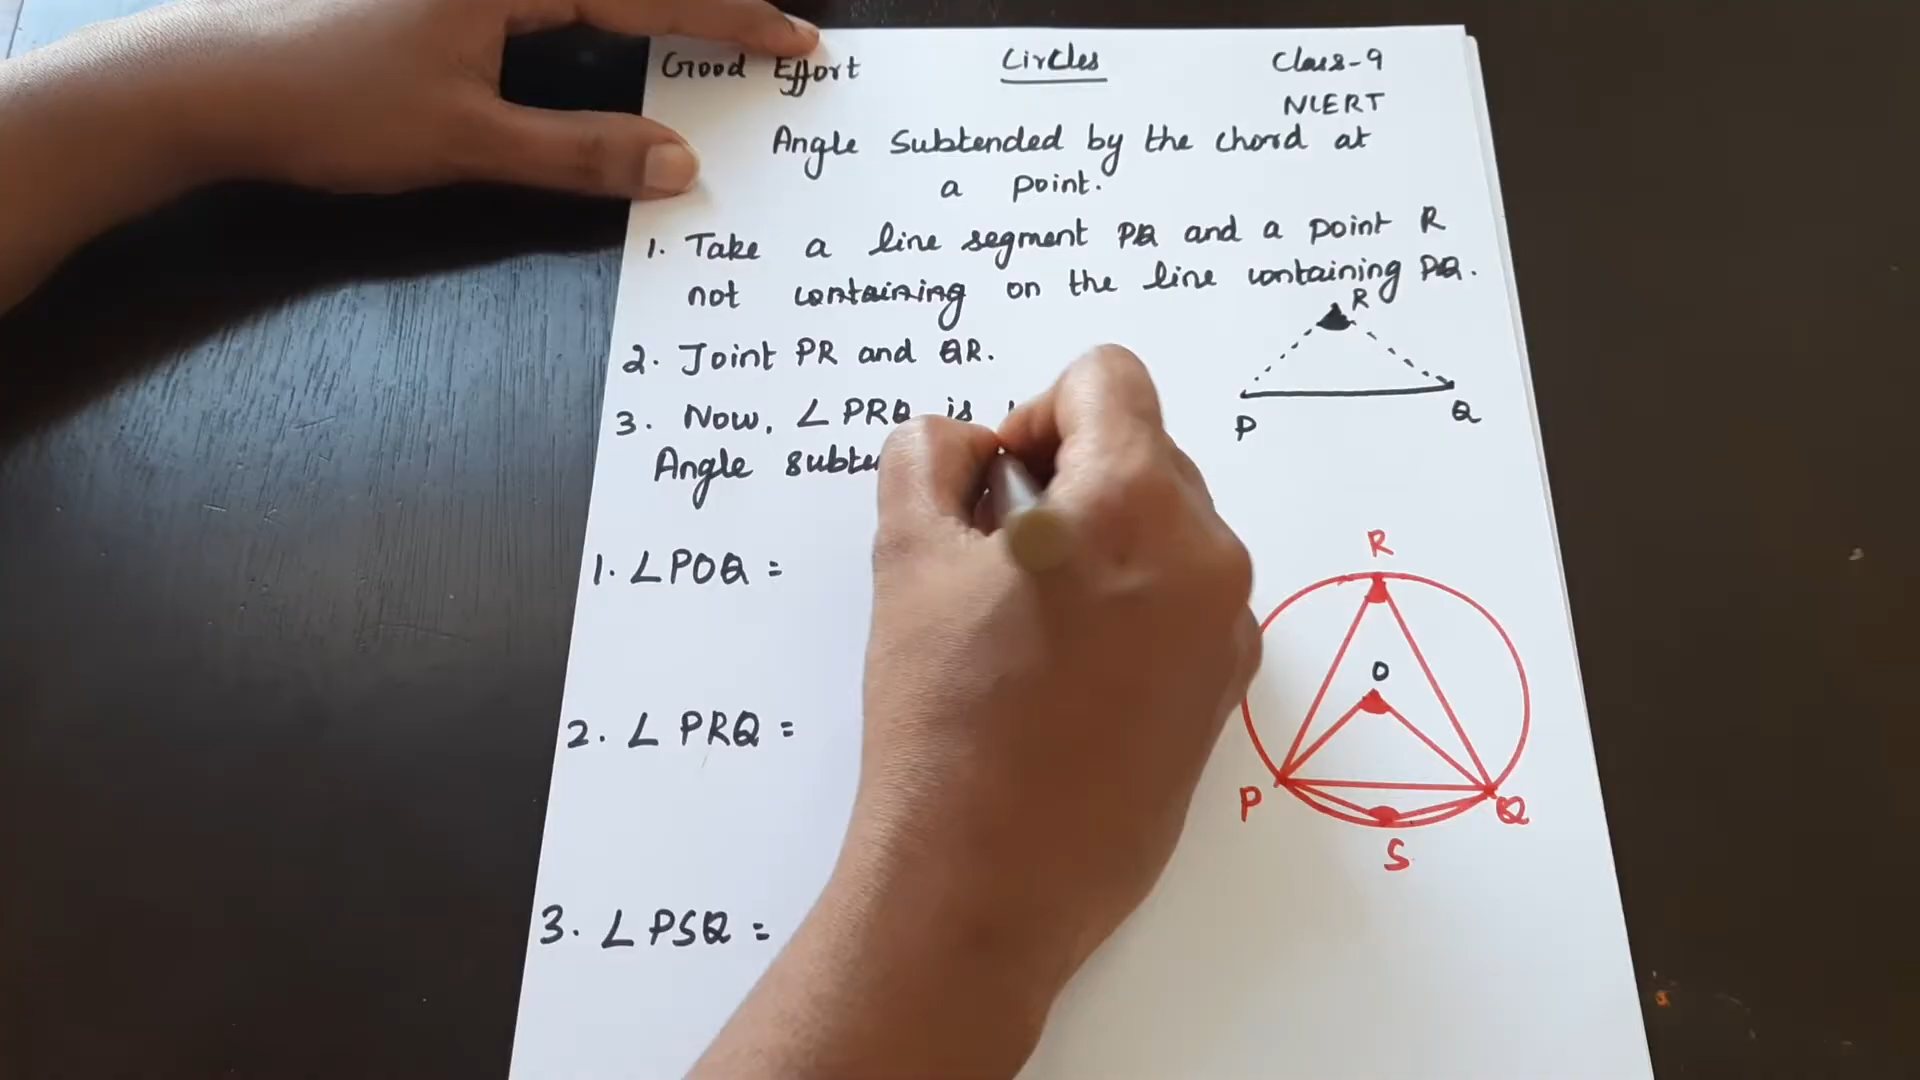 Good Effort
Circles
Class-9
NCERT
Angle Subtended by the chord at
a point.
1. Take a line segment PQ and a point R
not containing on the line containing PQ.
R
P
Q
2. Joint PR and QR.
3. Now, ∠PRQ is
Angle
1. ∠POQ =
2. ∠PRQ =
3. ∠PSQ =
R
O
P
Q
S